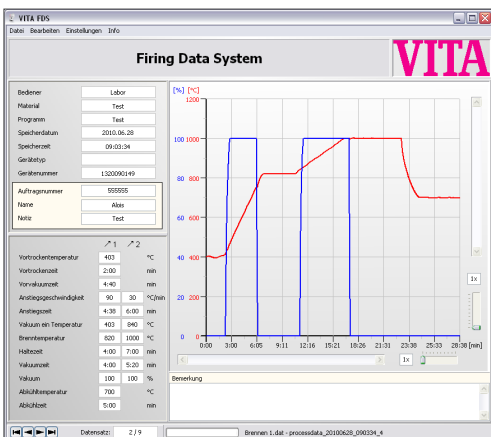 VITA FDS
Datei Bearbeiten Einstellungen Info
Firing Data System
VITA
Bediener Labor
Material Test
Programm Test
Speicherdatum 2010.06.28
Speicherzeit 09:03:34
Gerätetyp
Gerätenummer 1320090149
Auftragsnummer 555555
Name Alois
Notiz Test
↗ 1 ↗ 2
Vortrockentemperatur 403 °C
Vortrockenzeit 2:00 min
Vorvakuumzeit 4:40 min
Anstiegsgeschwindigkeit 90 30 °C/min
Anstiegszeit 4:38 6:00 min
Vakuum ein Temperatur 403 840 °C
Brenntemperatur 820 1000 °C
Haltezeit 4:00 7:00 min
Vakuumzeit 4:00 5:20 min
Vakuum 100 100 %
Abkühltemperatur 700 °C
Abkühlzeit 5:00 min
[%] [°C]
1200
100 1000
80 800
60 600
40 400
20 200
0 0
0:00 3:00 6:05 9:11 12:16 15:21 18:26 21:31 23:35 28:38 [min]
1x
1x
Bemerkung
Datensatz: 2 / 9
Brennen 1.dat - processdata_20100628_090334_4